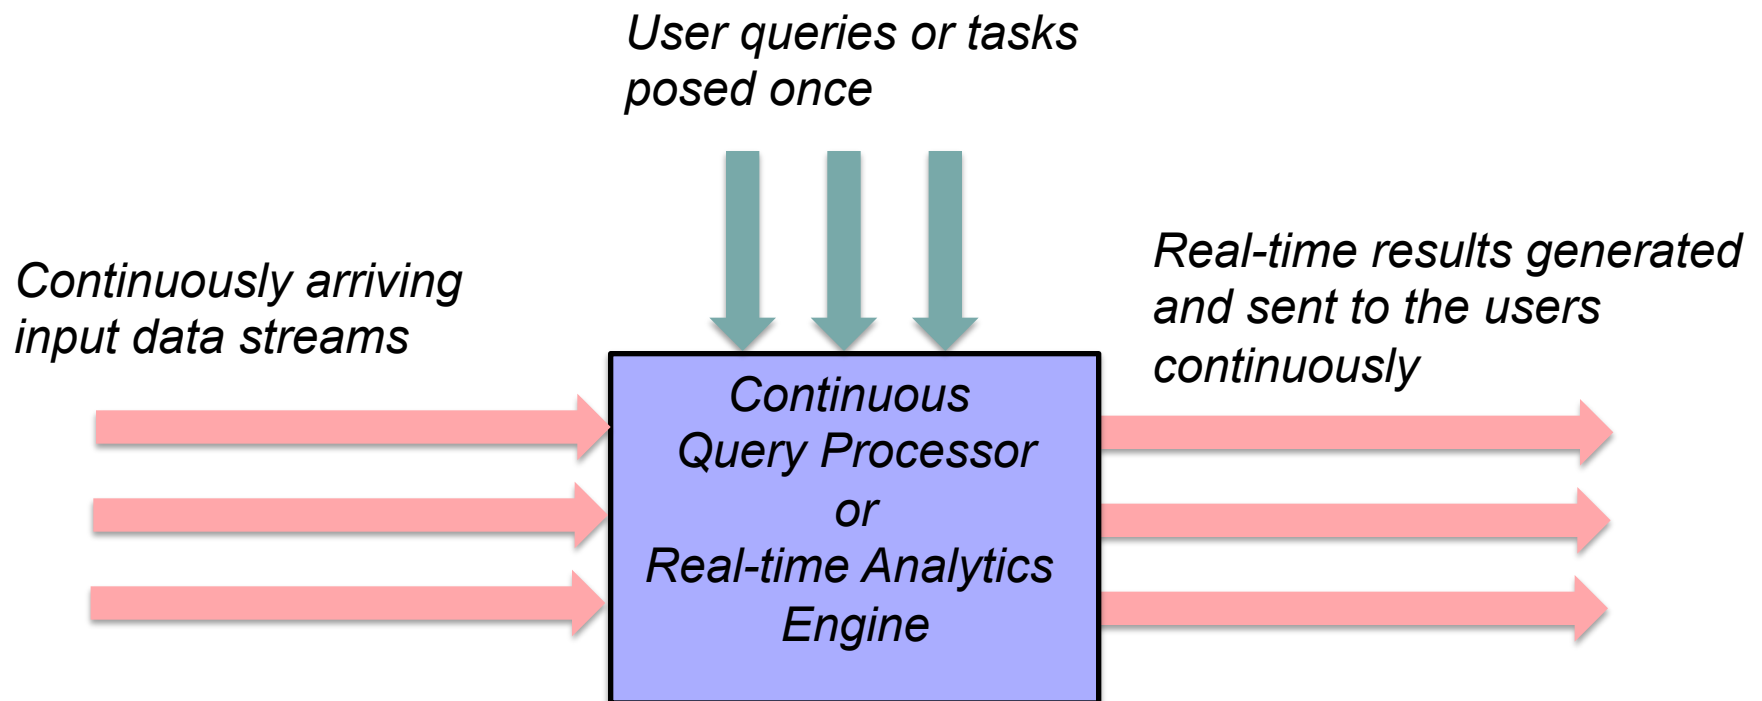 User queries or tasks
posed once
Continuously arriving
input data streams
Real-time results generated
and sent to the users
continuously
Continuous
Query Processor
or
Real-time Analytics
Engine